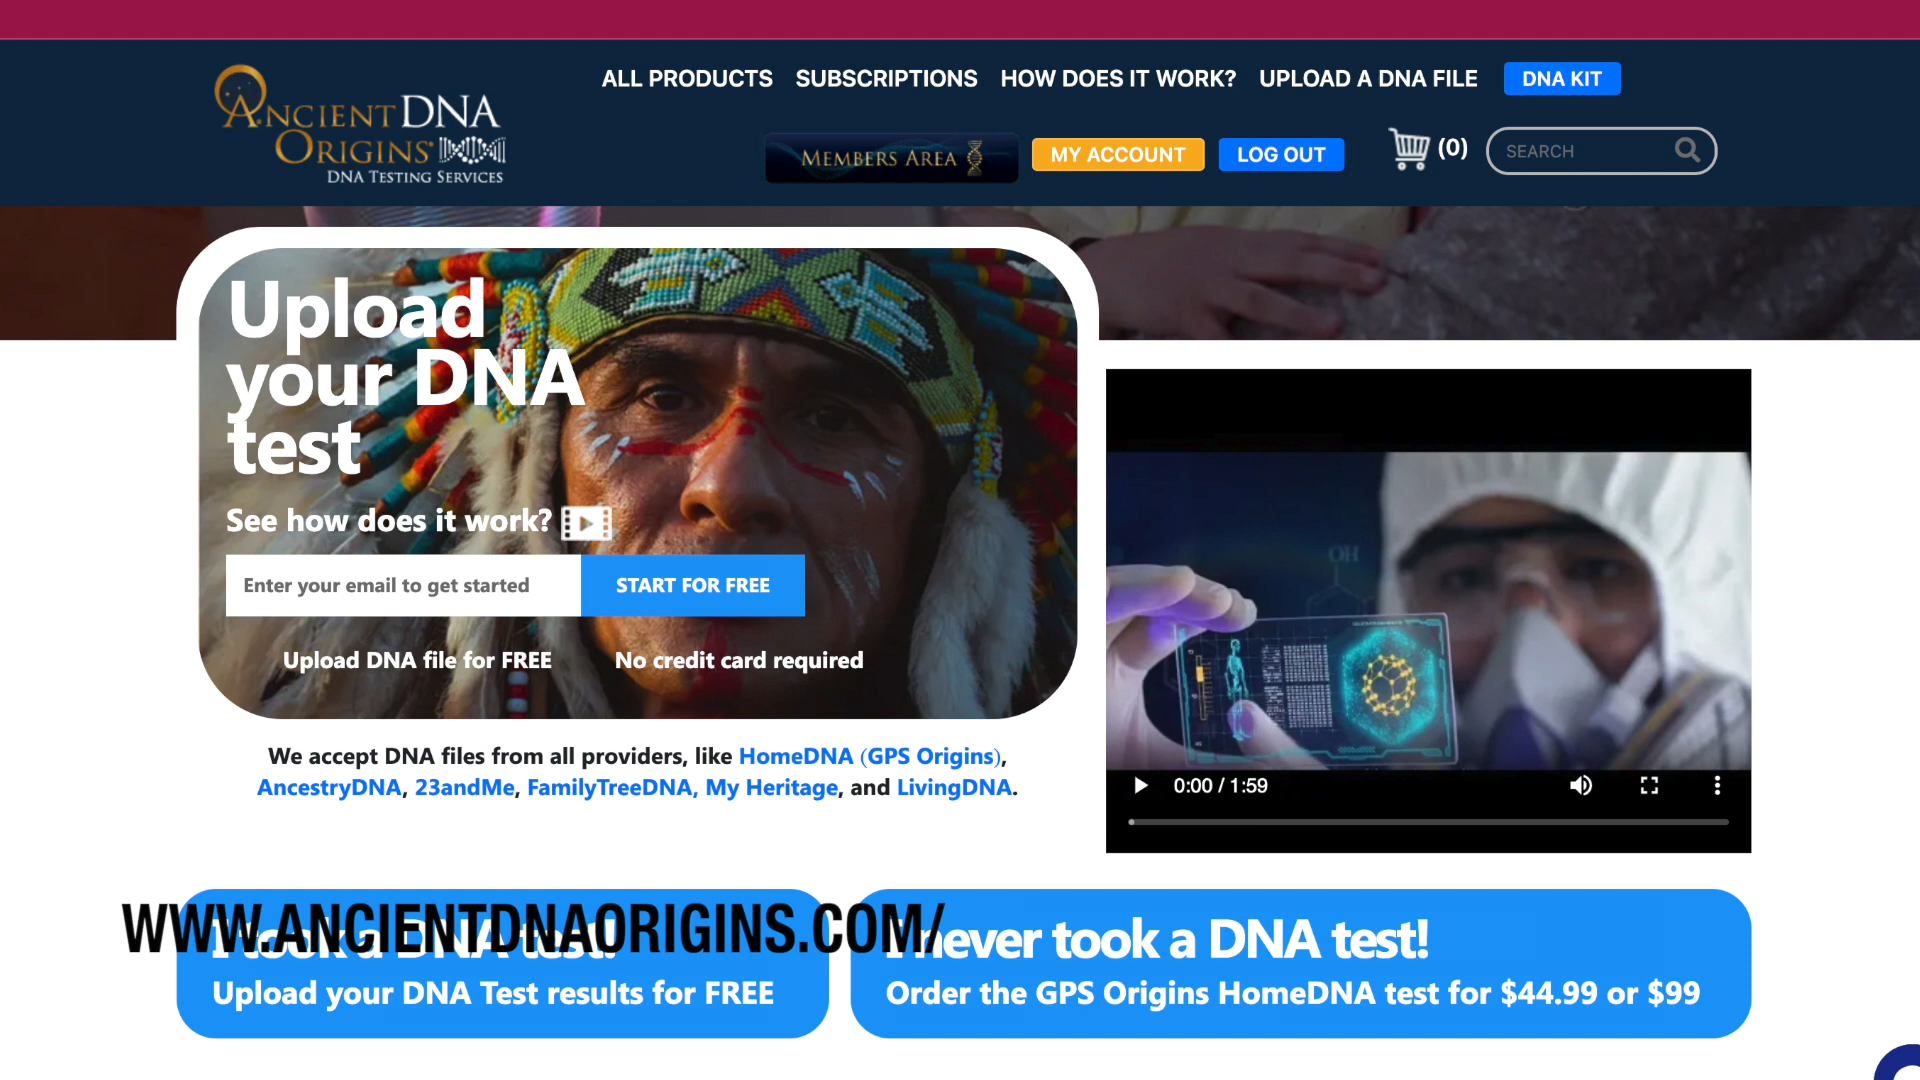 ALL PRODUCTS SUBSCRIPTIONS HOW DOES IT WORK? UPLOAD A DNA FILE DNA KIT
ANCIENT DNA
ORIGINS
DNA TESTING SERVICES
MEMBERS AREA MY ACCOUNT LOG OUT (0) SEARCH
Upload
your DNA
test
See how does it work?
Enter your email to get started START FOR FREE
Upload DNA file for FREE No credit card required
We accept DNA files from all providers, like HomeDNA (GPS Origins),
AncestryDNA, 23andMe, FamilyTreeDNA, My Heritage, and LivingDNA.
OH
0:00 / 1:59
WWW.ANCIENTDNAORIGINS.COM/
I took a DNA test!
Upload your DNA Test results for FREE
I never took a DNA test!
Order the GPS Origins HomeDNA test for $44.99 or $99